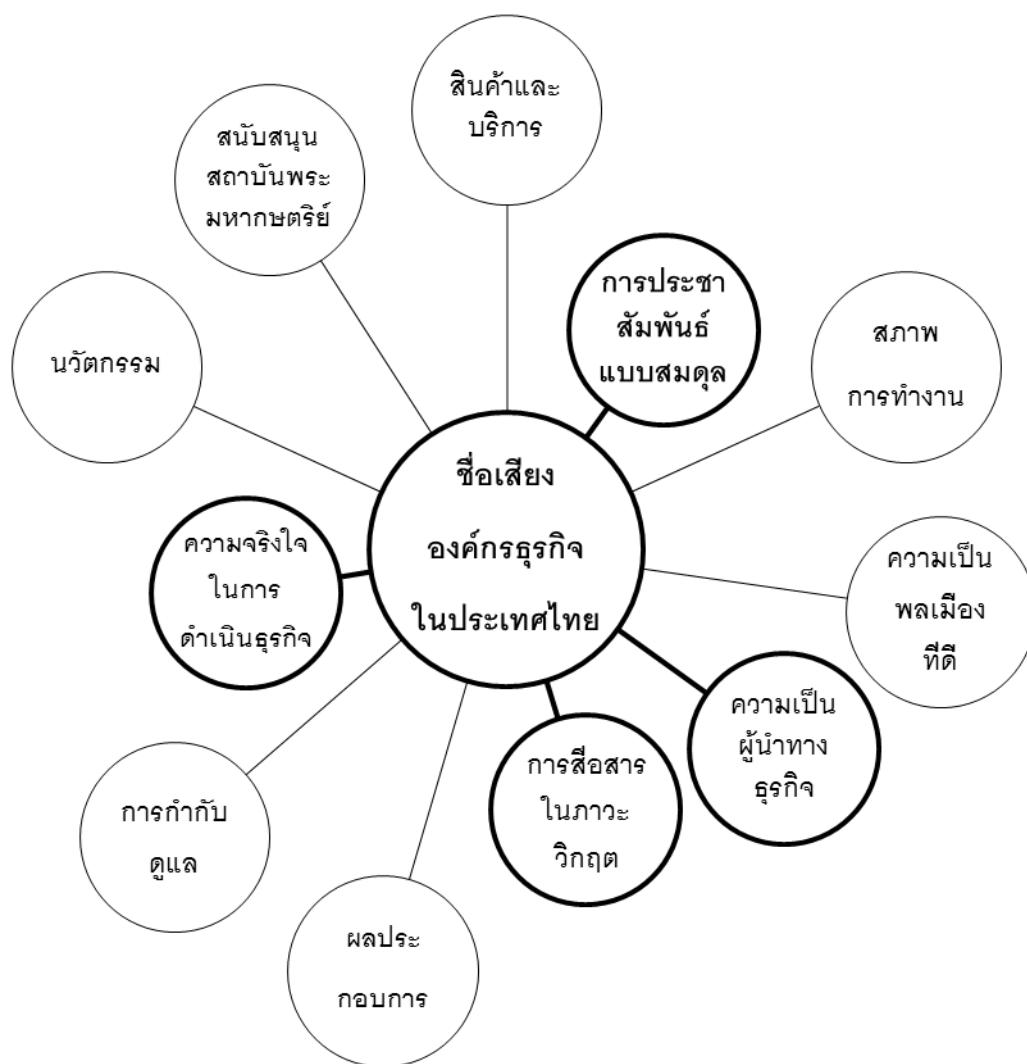 สินค้าและ
บริการ
สนับสนุน
สถาบันพระ
มหากษตริย์
การประชา
สัมพันธ์
แบบสมดุล
สภาพ
การทำงาน
นวัตกรรม
ชื่อเสียง
องค์กรธุรกิจ
ในประเทศไทย
ความจริงใจ
ในการ
ดำเนินธุรกิจ
ความเป็น
พลเมือง
ที่ดี
ความเป็น
ผู้นำทาง
ธุรกิจ
การสื่อสาร
ในภาวะ
วิกฤต
การกำกับ
ดูแล
ผลประ
กอบการ